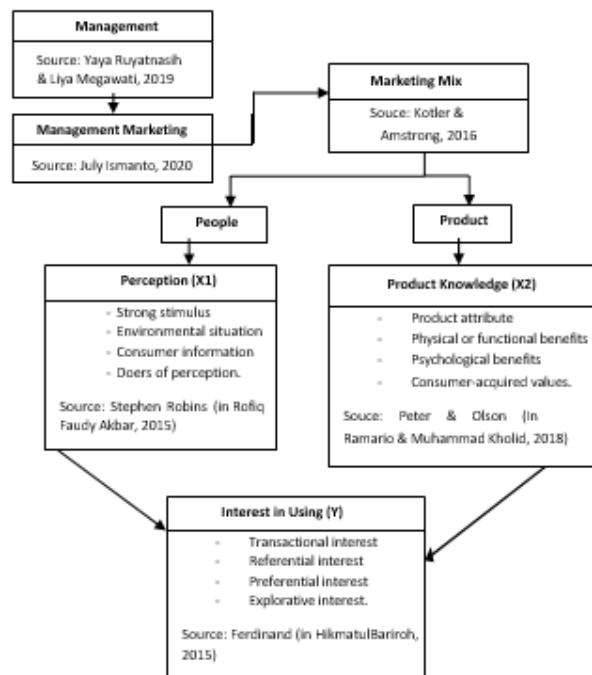 Management
Source: Yaya Ruyatnasih
& Liya Megawati, 2019
Management Marketing
Source: July Ismanto, 2020
Marketing Mix
Souce: Kotler &
Amstrong, 2016
People
Product
Perception (X1)
- Strong stimulus
- Environmental situation
- Consumer information
- Doers of perception.
Source: Stephen Robins (in Rofiq
Faudy Akbar, 2015)
Product Knowledge (X2)
- Product attribute
- Physical or functional benefits
- Psychological benefits
- Consumer-acquired values.
Souce: Peter & Olson (In
Ramario & Muhammad Kholid, 2018)
Interest in Using (Y)
- Transactional interest
- Referential interest
- Preferential interest
- Explorative interest.
Source: Ferdinand (in HikmatulBariroh,
2015)